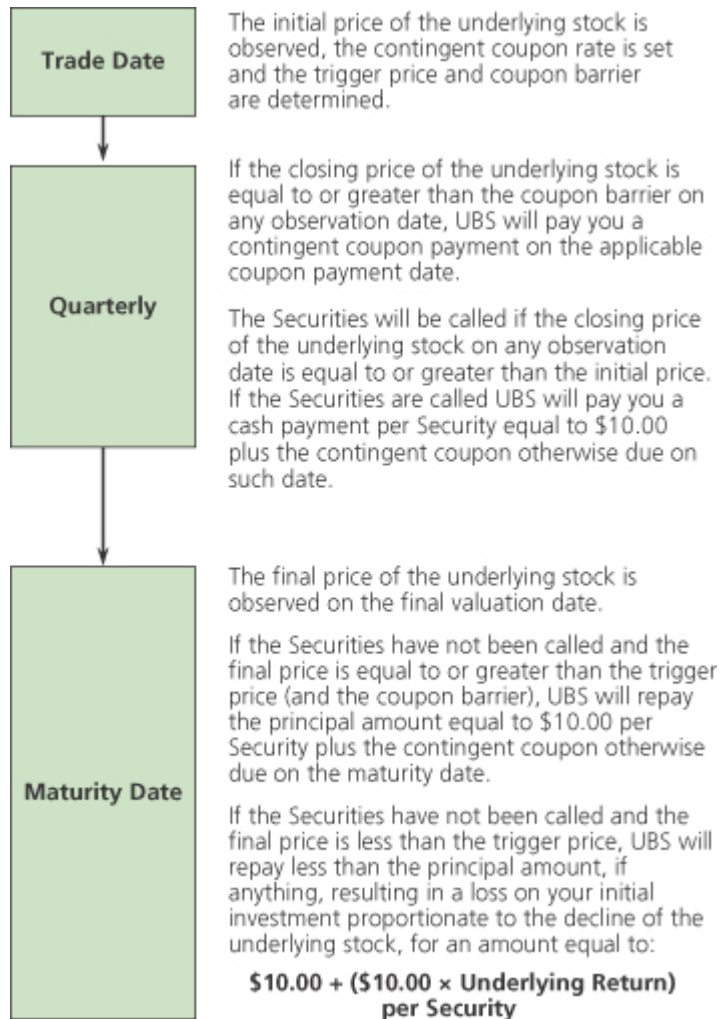 Trade Date
The initial price of the underlying stock is
observed, the contingent coupon rate is set
and the trigger price and coupon barrier
are determined.
Quarterly
If the closing price of the underlying stock is
equal to or greater than the coupon barrier on
any observation date, UBS will pay you a
contingent coupon payment on the applicable
coupon payment date.
The Securities will be called if the closing price
of the underlying stock on any observation
date is equal to or greater than the initial price.
If the Securities are called UBS will pay you a
cash payment per Security equal to $10.00
plus the contingent coupon otherwise due on
such date.
Maturity Date
The final price of the underlying stock is
observed on the final valuation date.
If the Securities have not been called and the
final price is equal to or greater than the trigger
price (and the coupon barrier), UBS will repay
the principal amount equal to $10.00 per
Security plus the contingent coupon otherwise
due on the maturity date.
If the Securities have not been called and the
final price is less than the trigger price, UBS will
repay less than the principal amount, if
anything, resulting in a loss on your initial
investment proportionate to the decline of the
underlying stock, for an amount equal to:
$10.00 + ($10.00 × Underlying Return)
per Security